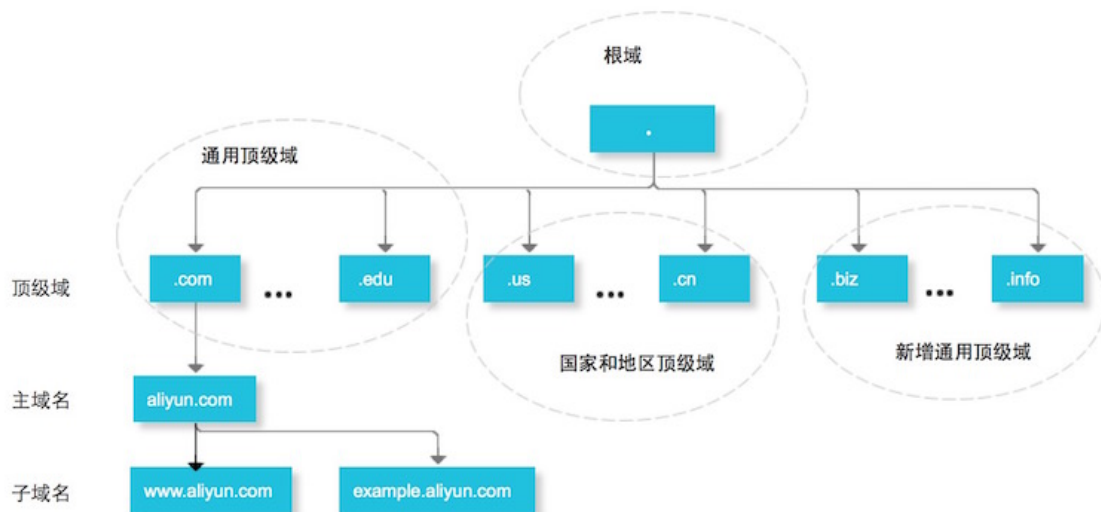 根域
.
通用顶级域
顶级域
.com
...
.edu
.us
...
.cn
.biz
...
.info
国家和地区顶级域
新增通用顶级域
主域名
aliyun.com
子域名
www.aliyun.com
example.aliyun.com